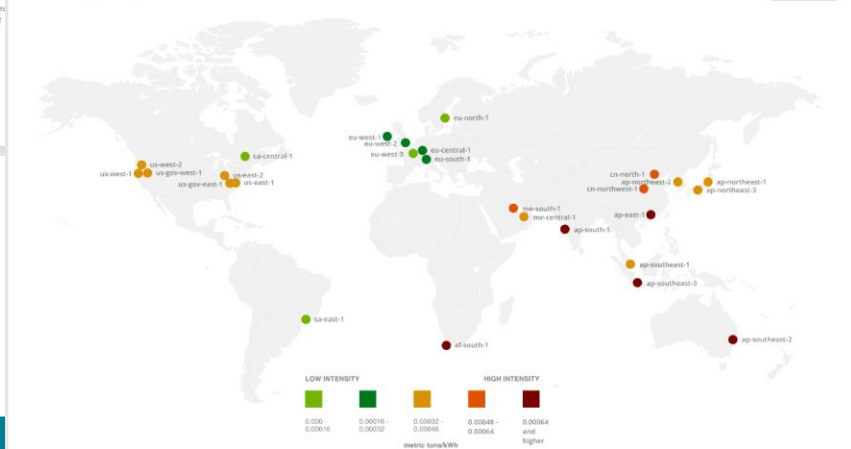 eu-north-1
eu-west-1
eu-west-2
eu-central-1
eu-west-3
eu-south-1
ca-central-1
us-west-2
us-west-1
us-gov-west-1
us-east-2
us-gov-east-1
us-east-1
cn-north-1
ap-northeast-2
ap-northeast-1
cn-northwest-1
ap-northeast-3
me-south-1
me-central-1
ap-east-1
ap-south-1
ap-southeast-1
ap-southeast-3
sa-east-1
af-south-1
ap-southeast-2
LOW INTENSITY
HIGH INTENSITY
0.000 -
0.00016
0.00016 -
0.00032
0.00032 -
0.00048
0.00048 -
0.00064
0.00064
and
higher
metric tons/kWh